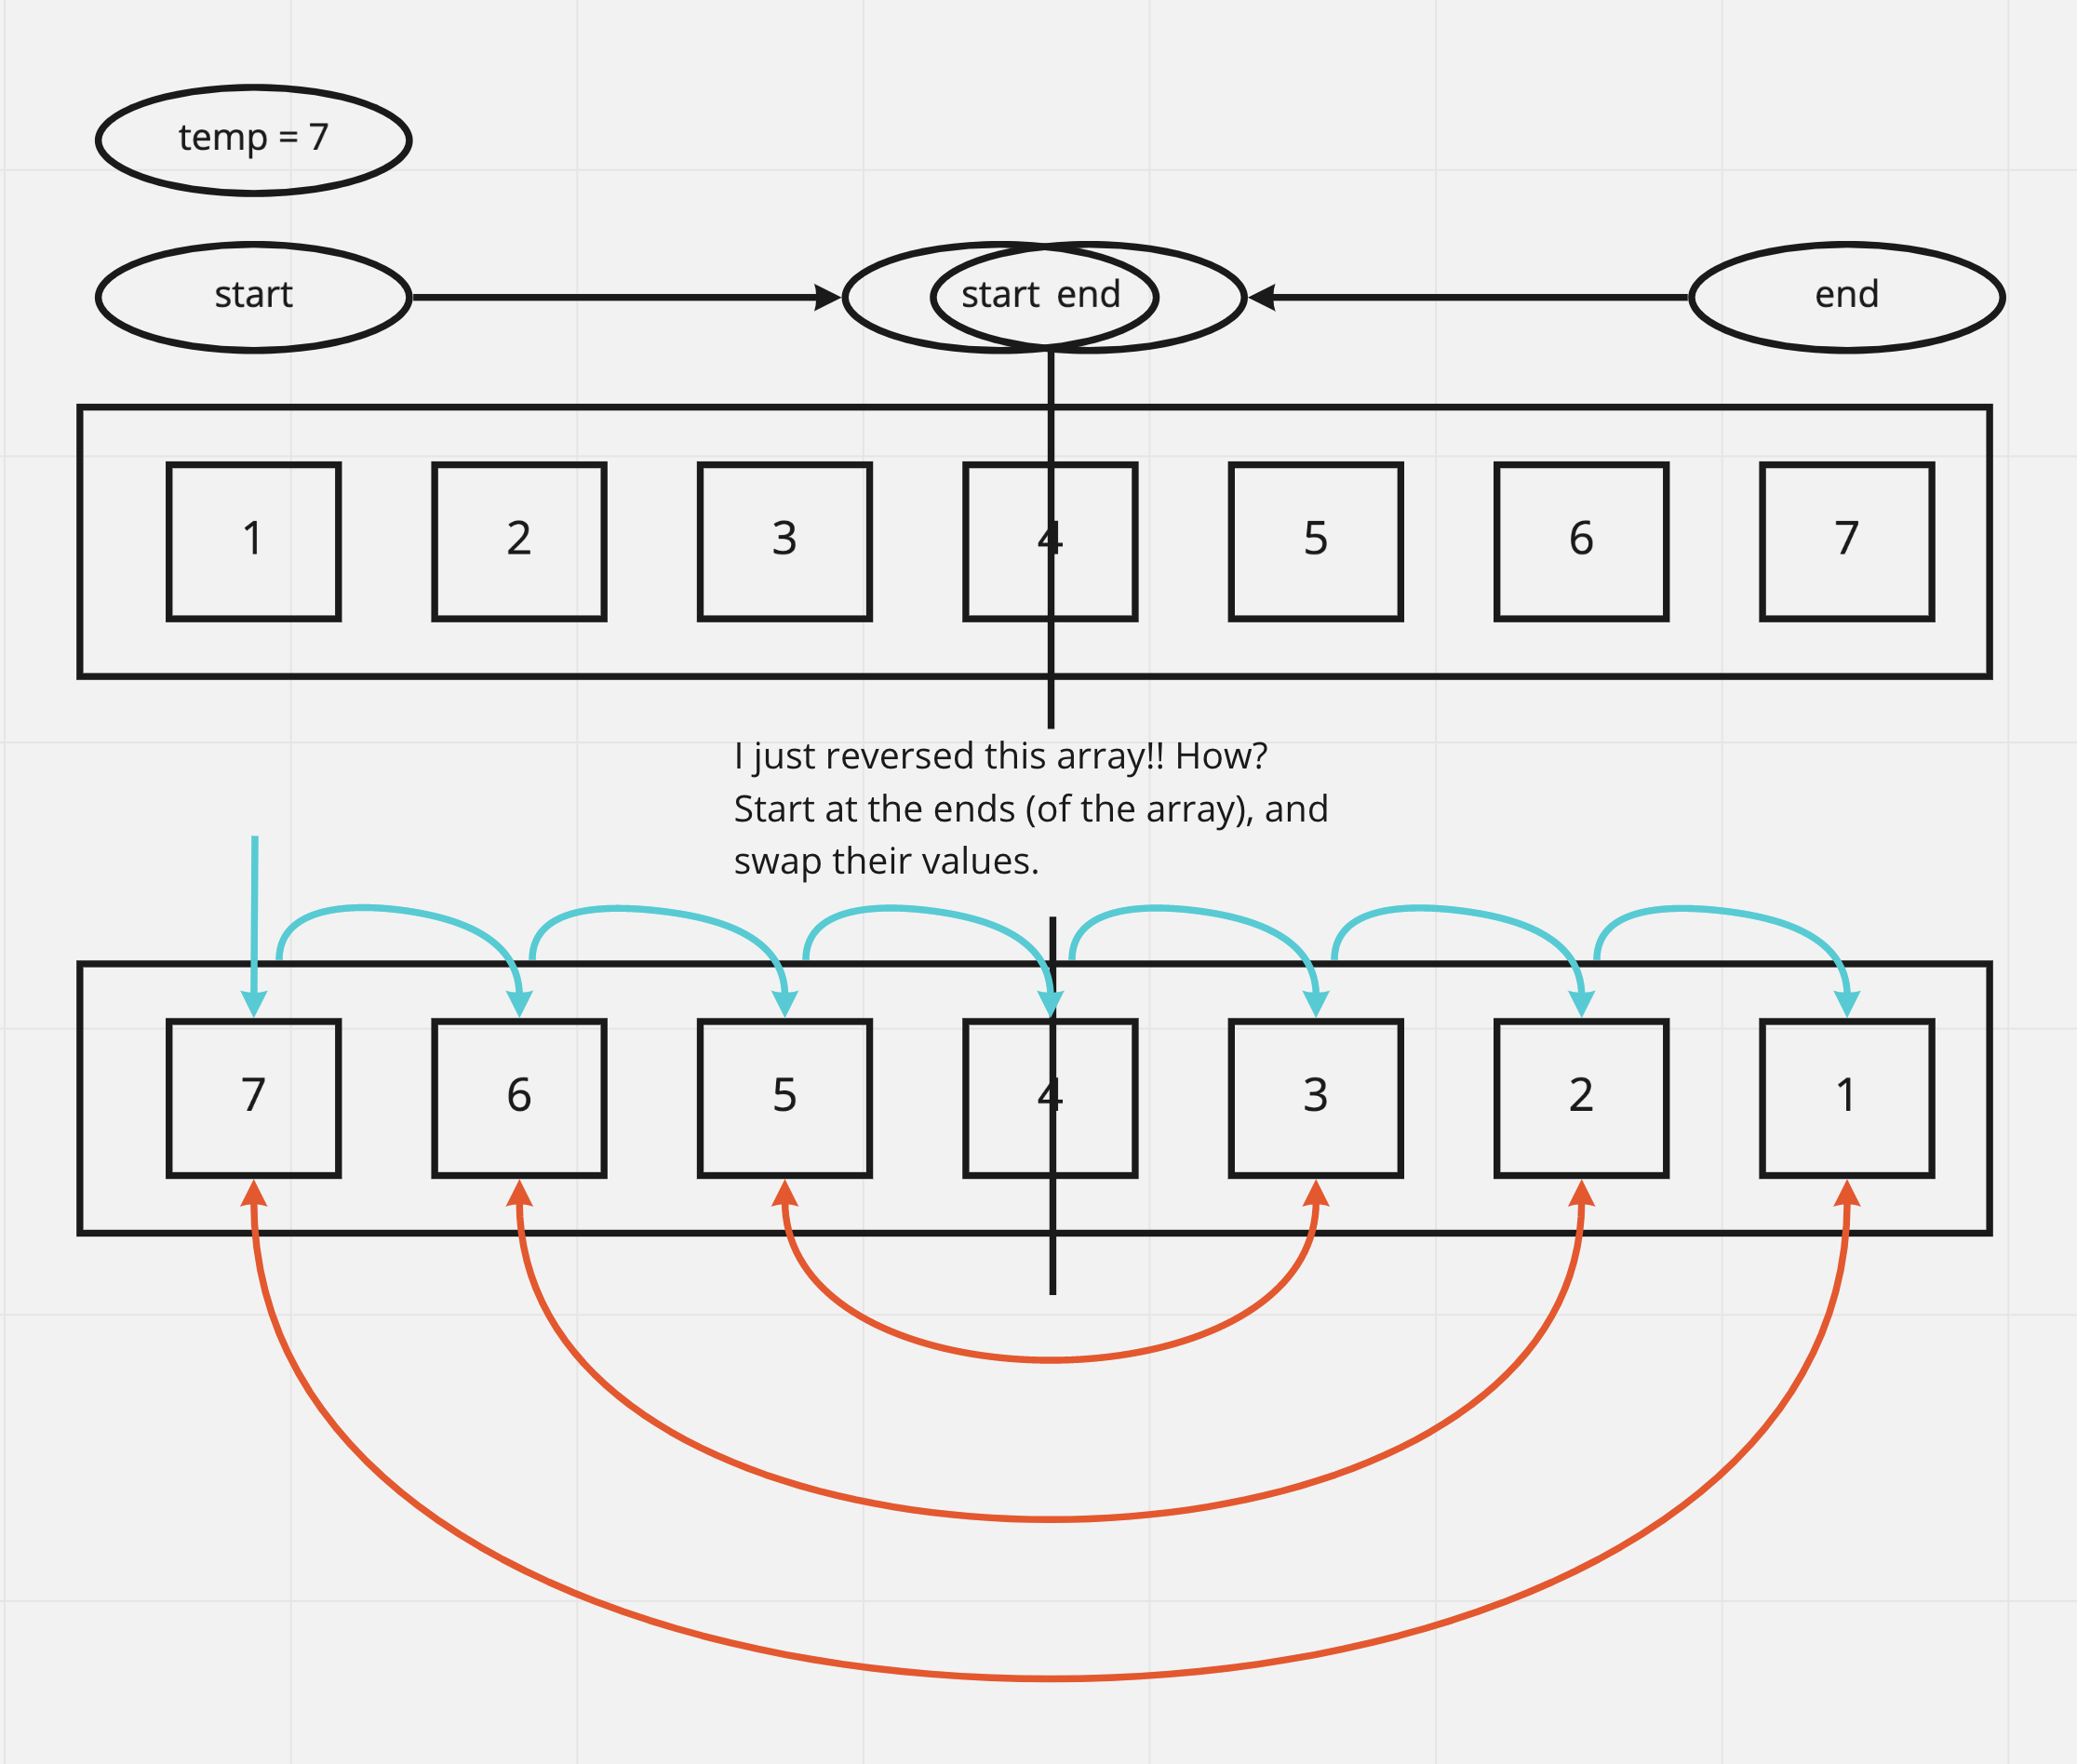 temp = 7
start
start end
end
1 2 3 4 5 6 7
I just reversed this array!! How?
Start at the ends (of the array), and
swap their values.
7 6 5 4 3 2 1